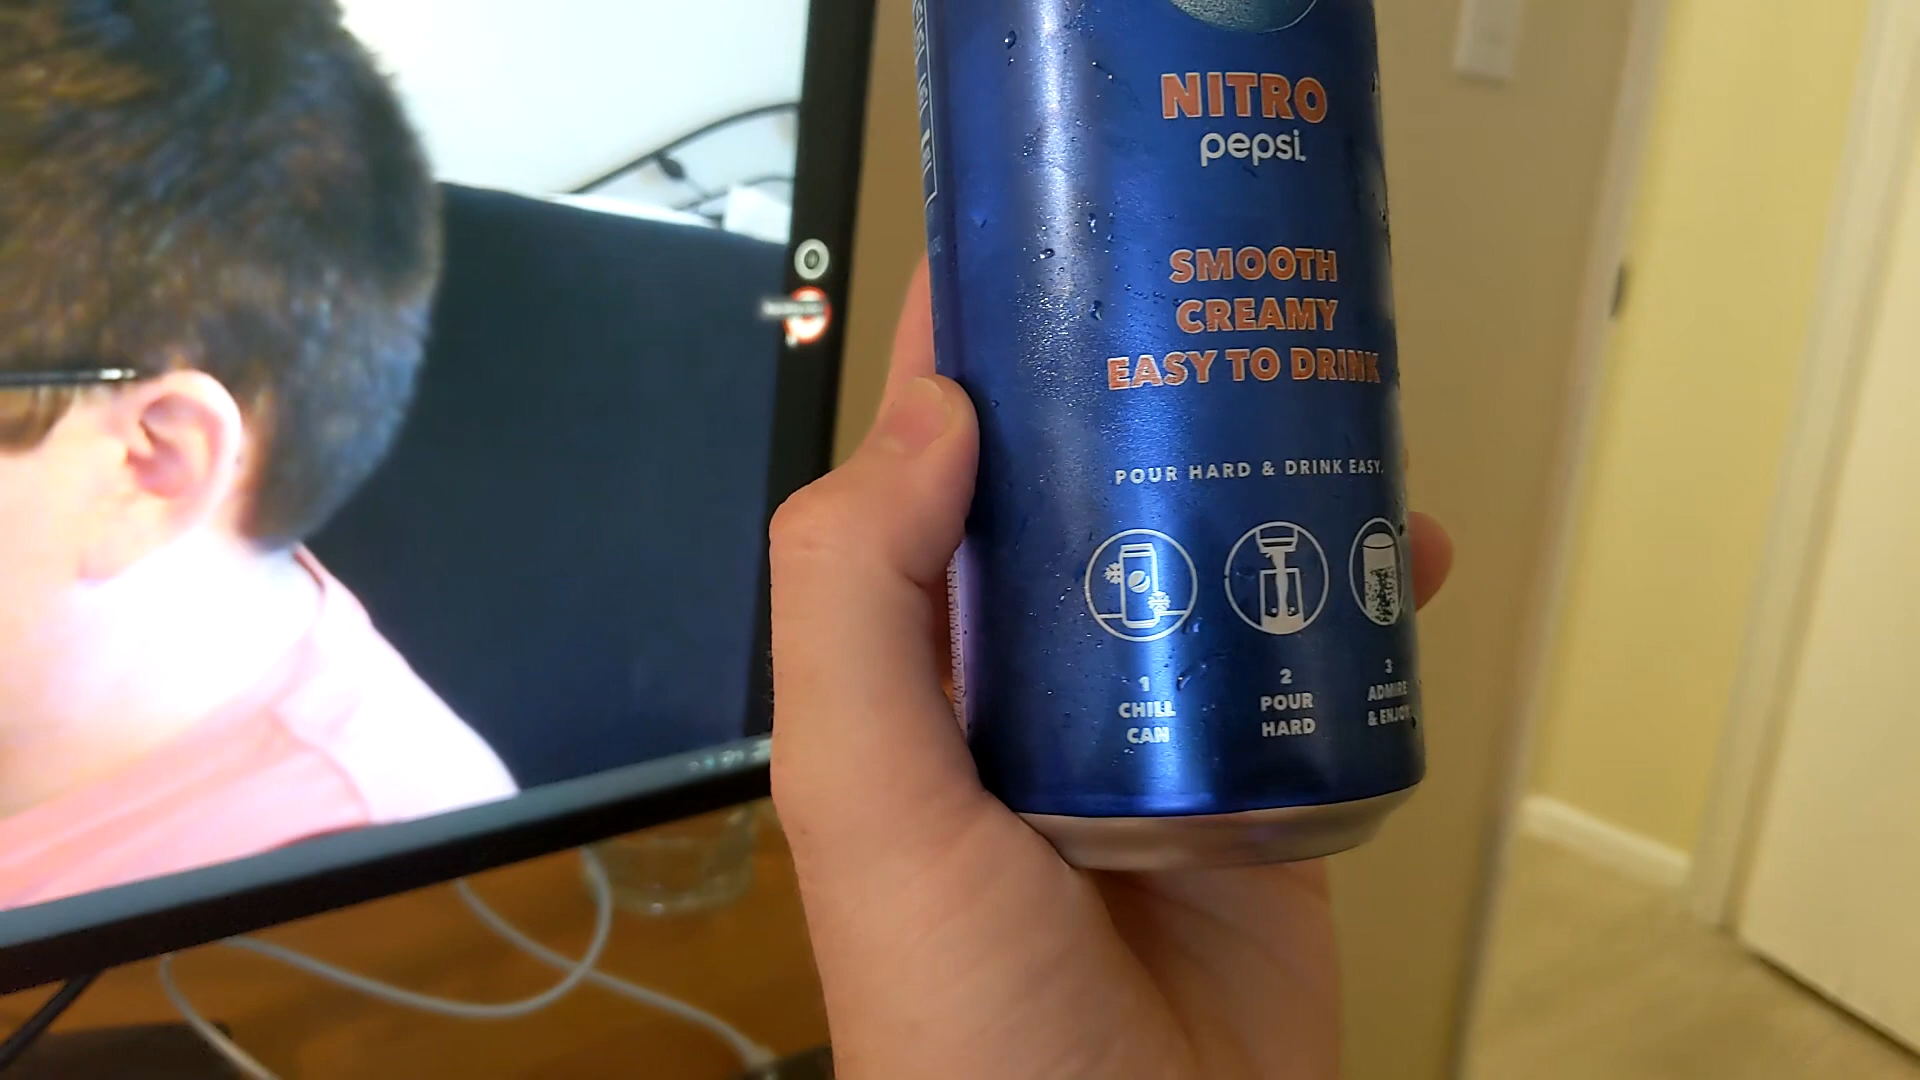 NITRO
pepsi.
SMOOTH
CREAMY
EASY TO DRINK
POUR HARD & DRINK EASY.
1
CHILL
CAN
2
POUR
HARD
3
ADMIRE
& ENJOY